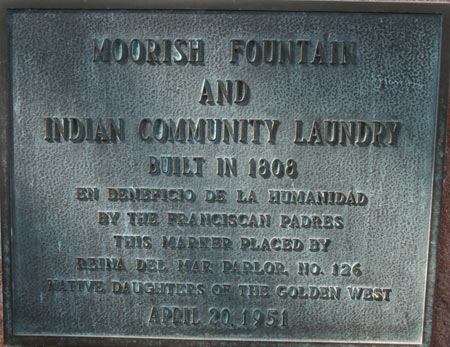 MOORISH FOUNTAIN
AND
INDIAN COMMUNITY LAUNDRY
BUILT IN 1808
EN BENEFICIO DE LA HUMANIDAD
BY THE FRANCISCAN PADRES
THIS MARKER PLACED BY
REINA DEL MAR PARLOR, NO. 126
NATIVE DAUGHTERS OF THE GOLDEN WEST
APRIL 20, 1951